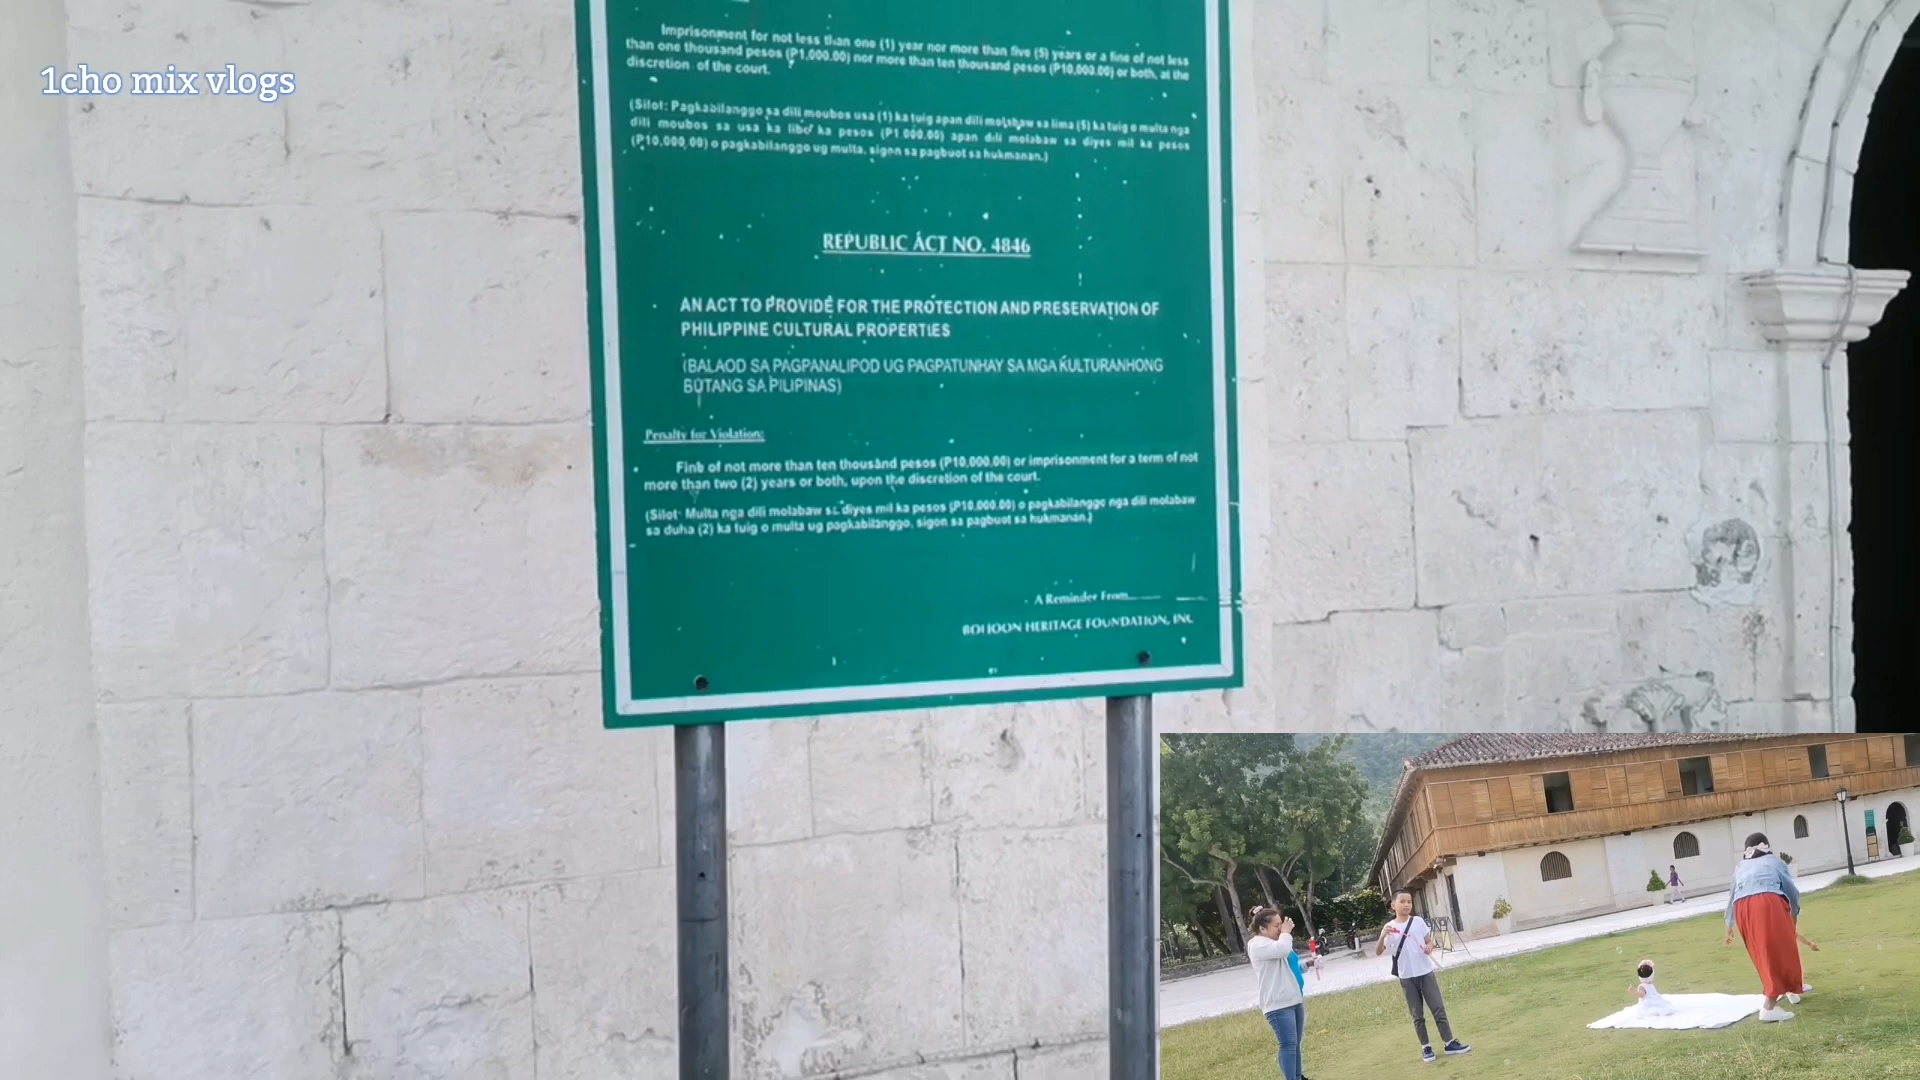 1cho mix vlogs
Imprisonment for not less than one (1) year nor more than five (5) years or a fine of not less
than one thousand pesos (P1,000.00) nor more than ten thousand pesos (P10,000.00) or both, at the
discretion of the court.
(Silot: Pagkabilanggo sa dili moubos usa (1) ka tuig apan dili molabaw sa lima (5) ka tuig o multa nga
dili moubos sa usa ka libo ka pesos (P1 000.00) apan dili molabaw sa diyes mil ka pesos
(P10,000,00) o pagkabilanggo ug multa, sigon sa pagbuot sa hukmanan.)
REPUBLIC ACT NO. 4846
AN ACT TO PROVIDE FOR THE PROTECTION AND PRESERVATION OF
PHILIPPINE CULTURAL PROPERTIES
(BALAOD SA PAGPANALIPOD UG PAGPATUNHAY SA MGA KULTURANHONG
BUTANG SA PILIPINAS)
Penalty for Violation:
Fine of not more than ten thousand pesos (P10,000.00) or imprisonment for a term of not
more than two (2) years or both, upon the discretion of the court.
(Silot: Multa nga dili molabaw sa diyes mil ka pesos (P10,000.00) o pagkabilanggo nga dili molabaw
sa duha (2) ka tuig o multa ug pagkabilanggo, sigon sa pagbuot sa hukmanan.)
A Reminder From
BOHOON HERITAGE FOUNDATION, INC